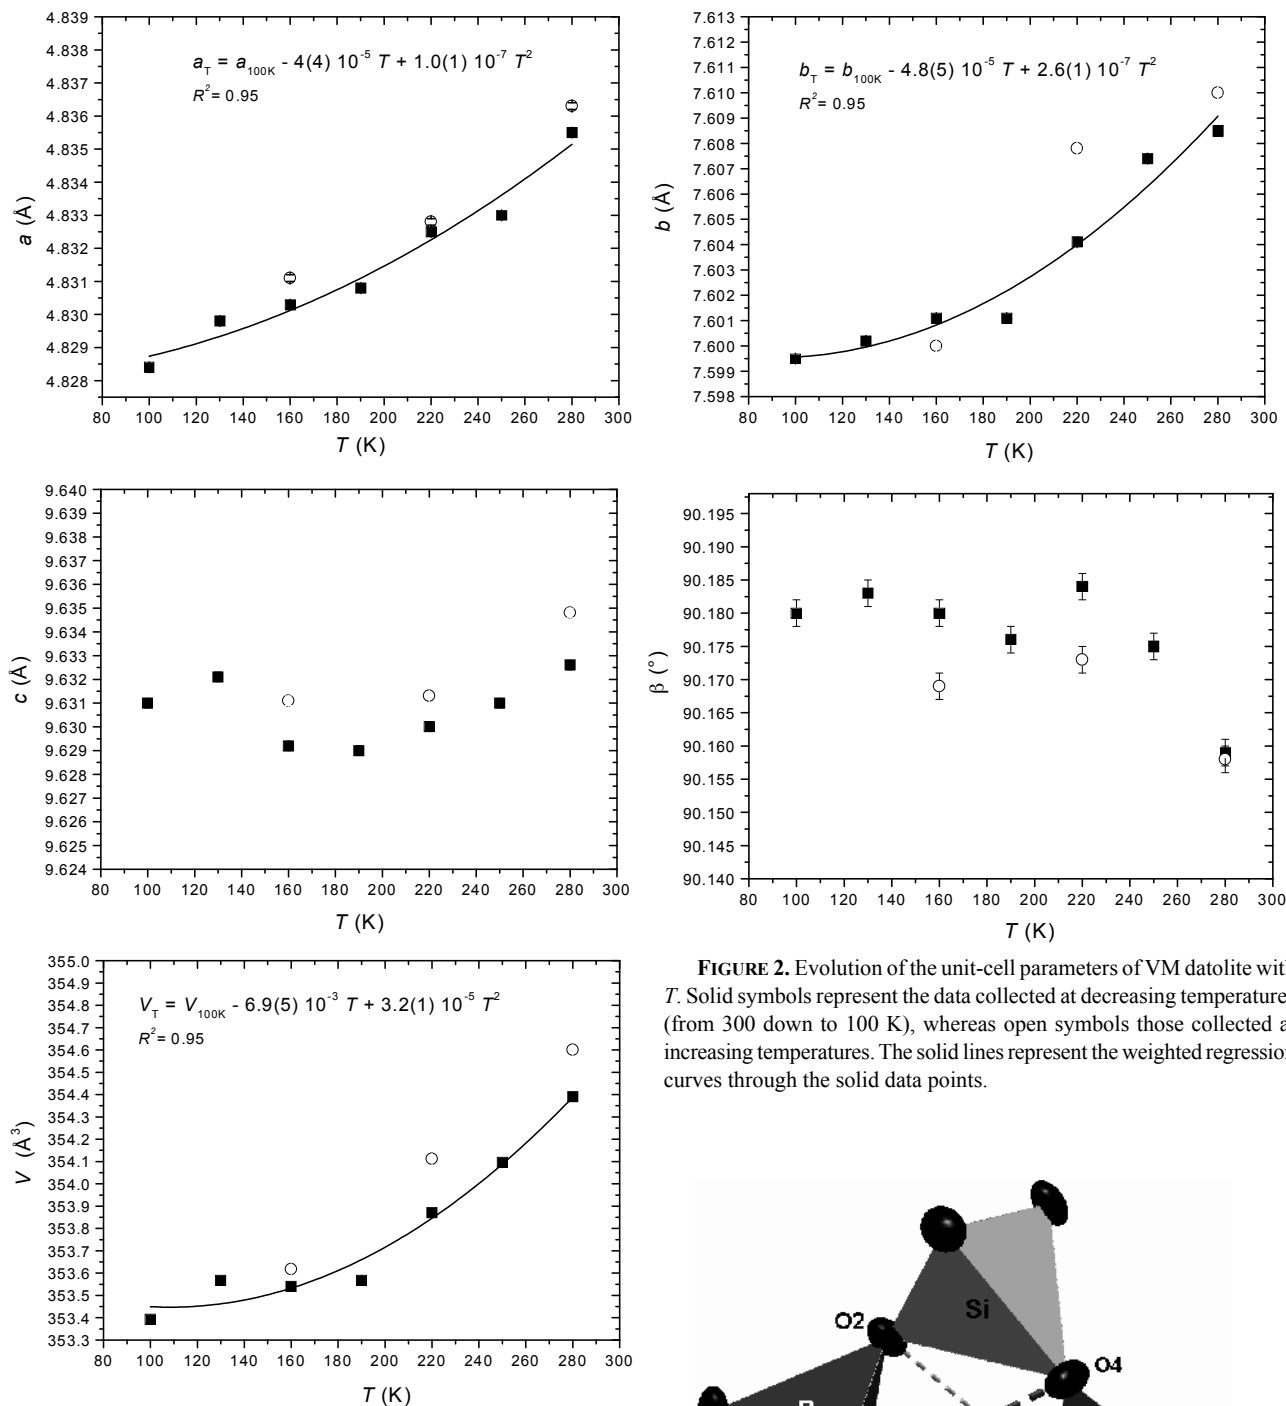 4.839
4.838
4.837
4.836
4.835
4.834
4.833
4.832
4.831
4.830
4.829
4.828
a (Å)
a_T = a_100K - 4(4) 10^-5 T + 1.0(1) 10^-7 T^2
R^2= 0.95
80 100 120 140 160 180 200 220 240 260 280 300
T (K)
7.613
7.612
7.611
7.610
7.609
7.608
7.607
7.606
7.605
7.604
7.603
7.602
7.601
7.600
7.599
7.598
b (Å)
b_T = b_100K - 4.8(5) 10^-5 T + 2.6(1) 10^-7 T^2
R^2= 0.95
80 100 120 140 160 180 200 220 240 260 280 300
T (K)
9.640
9.639
9.638
9.637
9.636
9.635
9.634
9.633
9.632
9.631
9.630
9.629
9.628
9.627
9.626
9.625
9.624
c (Å)
80 100 120 140 160 180 200 220 240 260 280 300
T (K)
90.195
90.190
90.185
90.180
90.175
90.170
90.165
90.160
90.155
90.150
90.145
90.140
β (°)
80 100 120 140 160 180 200 220 240 260 280 300
T (K)
355.0
354.9
354.8
354.7
354.6
354.5
354.4
354.3
354.2
354.1
354.0
353.9
353.8
353.7
353.6
353.5
353.4
353.3
V (Å^3)
V_T = V_100K - 6.9(5) 10^-3 T + 3.2(1) 10^-5 T^2
R^2= 0.95
80 100 120 140 160 180 200 220 240 260 280 300
T (K)
FIGURE 2. Evolution of the unit-cell parameters of VM datolite with
T. Solid symbols represent the data collected at decreasing temperature
(from 300 down to 100 K), whereas open symbols those collected a
increasing temperatures. The solid lines represent the weighted regression
curves through the solid data points.
Si
O2
O4